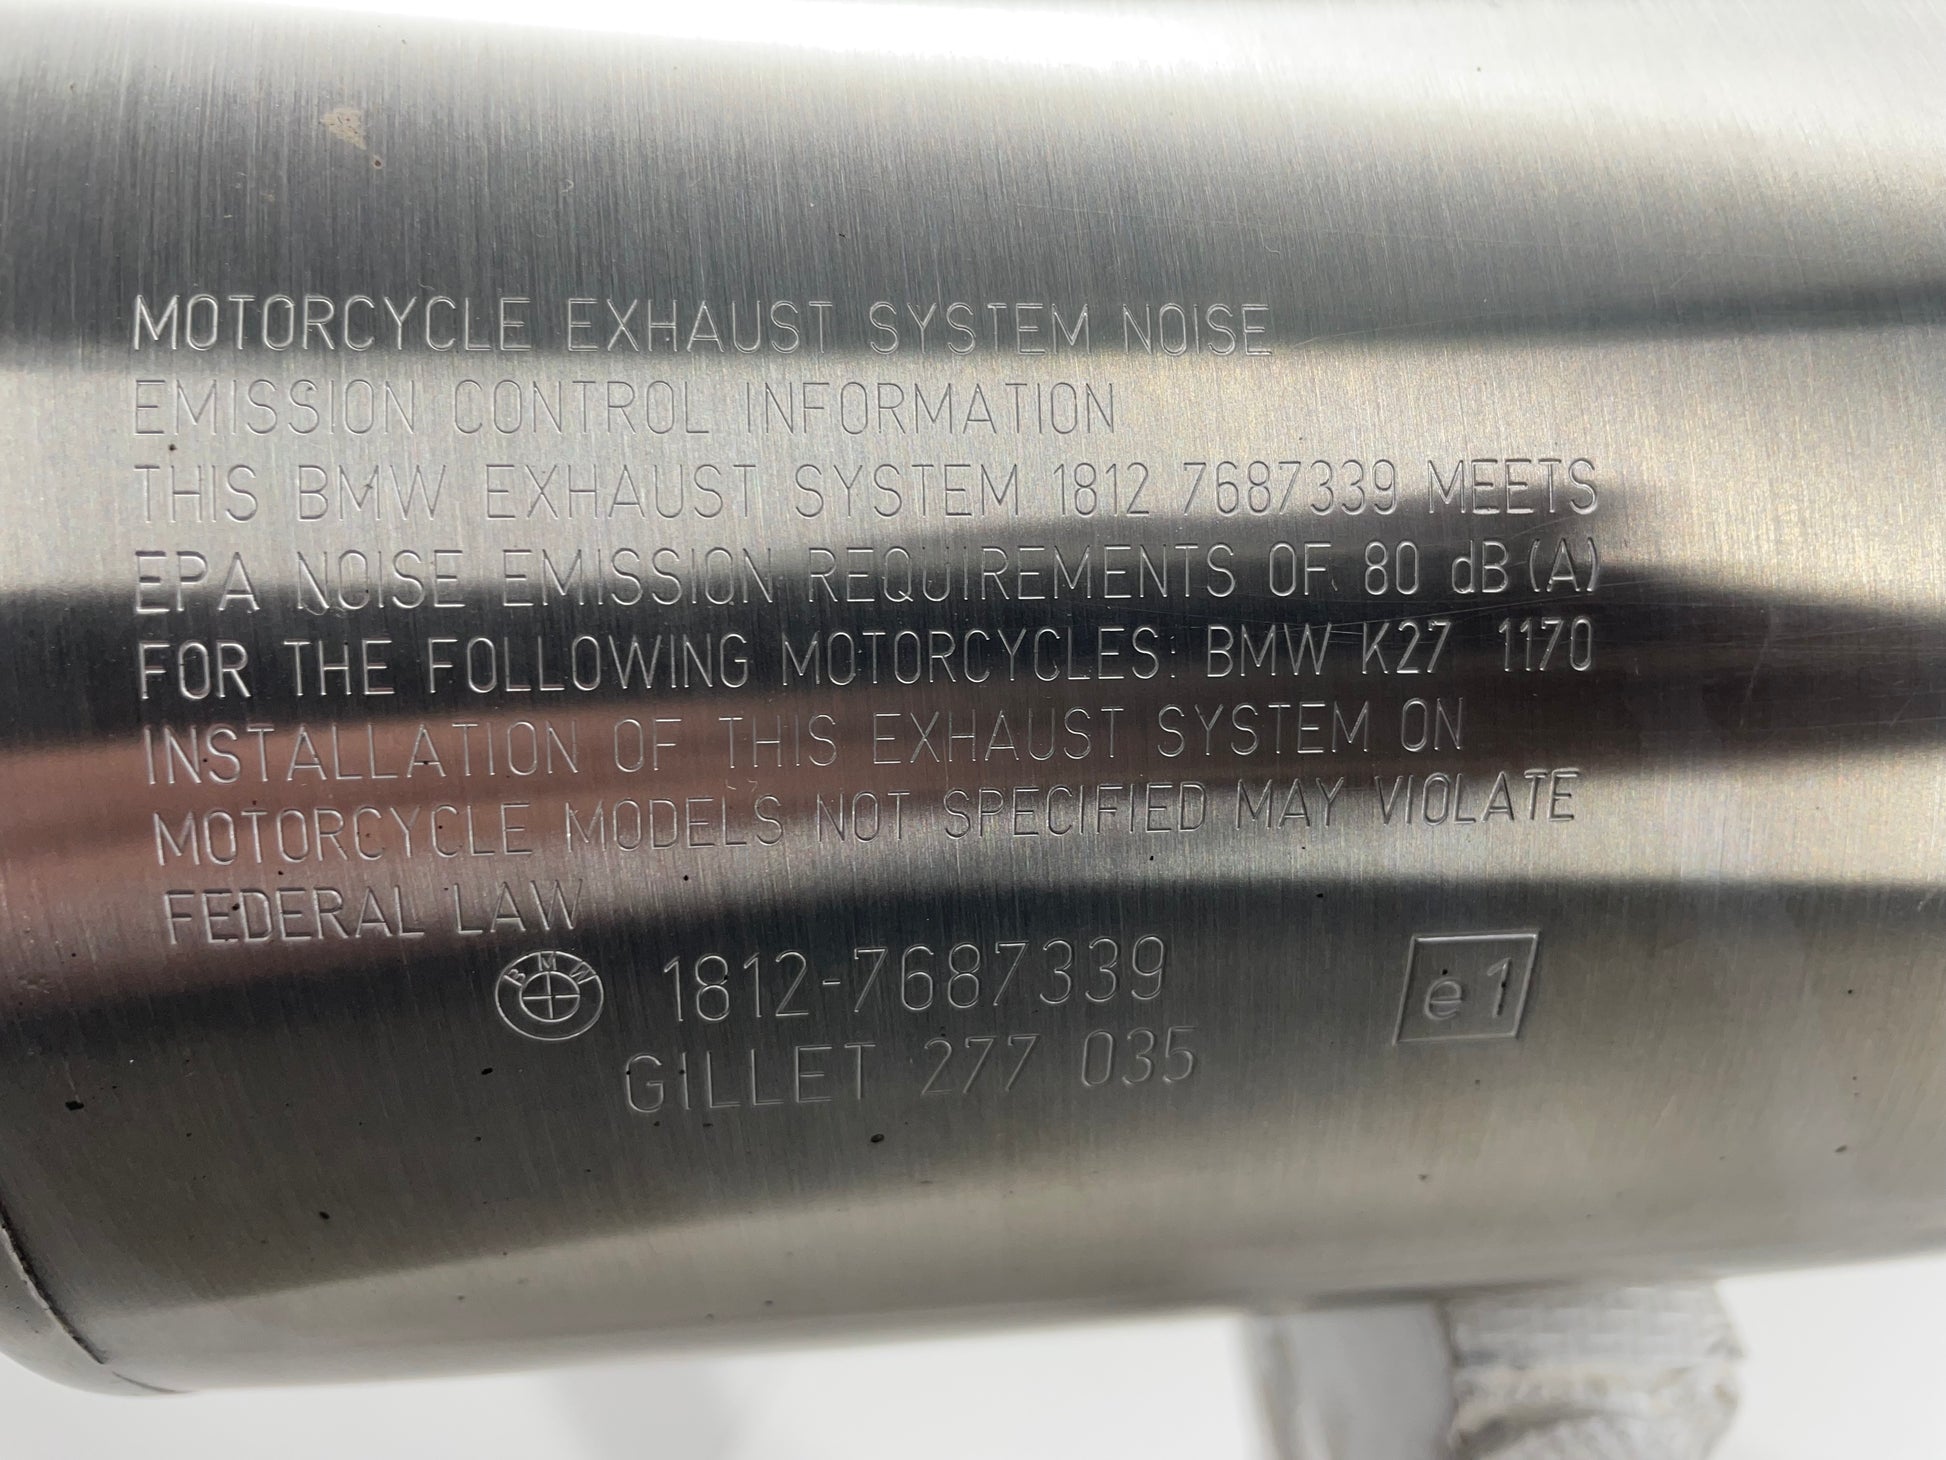 MOTORCYCLE EXHAUST SYSTEM NOISE
EMISSION CONTROL INFORMATION
THIS BMW EXHAUST SYSTEM 1812 7687339 MEETS
EPA NOISE EMISSION REQUIREMENTS OF 80 dB(A)
FOR THE FOLLOWING MOTORCYCLES: BMW K27 1170
INSTALLATION OF THIS EXHAUST SYSTEM ON
MOTORCYCLE MODELS NOT SPECIFIED MAY VIOLATE
FEDERAL LAW
BMW 1812-7687339 e1
GILLET 277 035